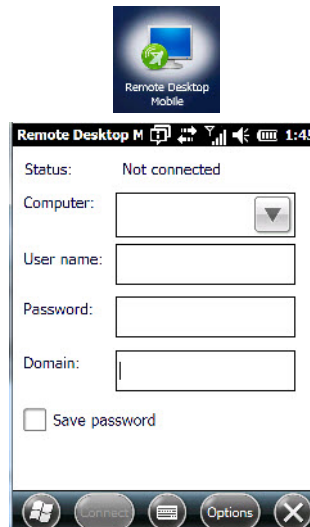 Remote Desktop
Mobile
Remote Desktop M 1:45
Status: Not connected
Computer:
User name:
Password:
Domain:
Save password
Connect Options